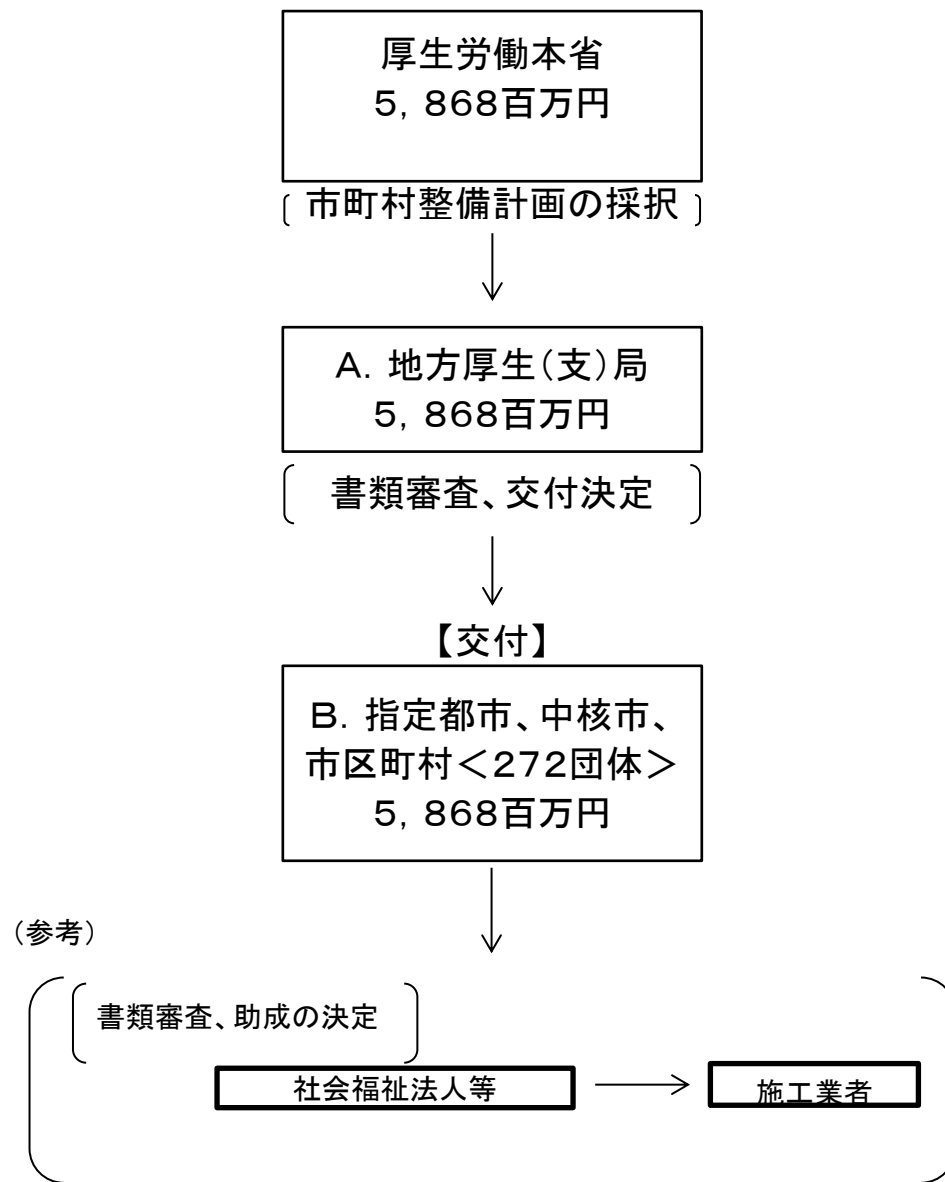 厚生労働本省
5，868百万円
市町村整備計画の採択
A．地方厚生（支）局
5，868百万円
書類審査、交付決定
【交付】
B．指定都市、中核市、
市区町村＜272団体＞
5，868百万円
（参考）
書類審査、助成の決定
社会福祉法人等
施工業者